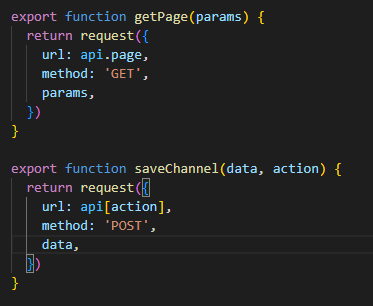 export function getPage(params) {
  return request({
    url: api.page,
    method: 'GET',
    params,
  })
}

export function saveChannel(data, action) {
  return request({
    url: api[action],
    method: 'POST',
    data,
  })
}